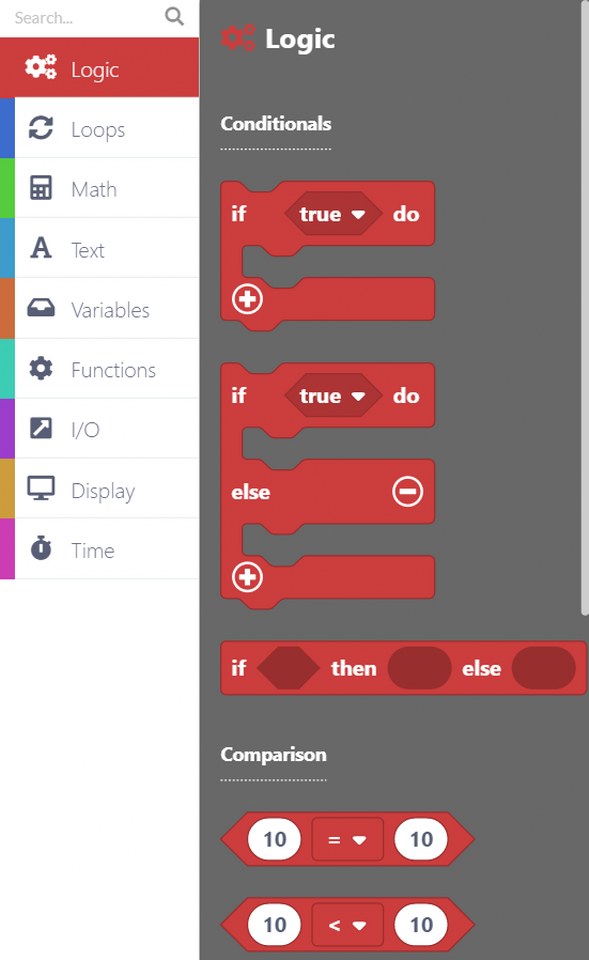 Search...
Logic
Loops
Math
Text
Variables
Functions
I/O
Display
Time
Logic
Conditionals
if true do
if true do
else
if then else
Comparison
10 = 10
10 < 10